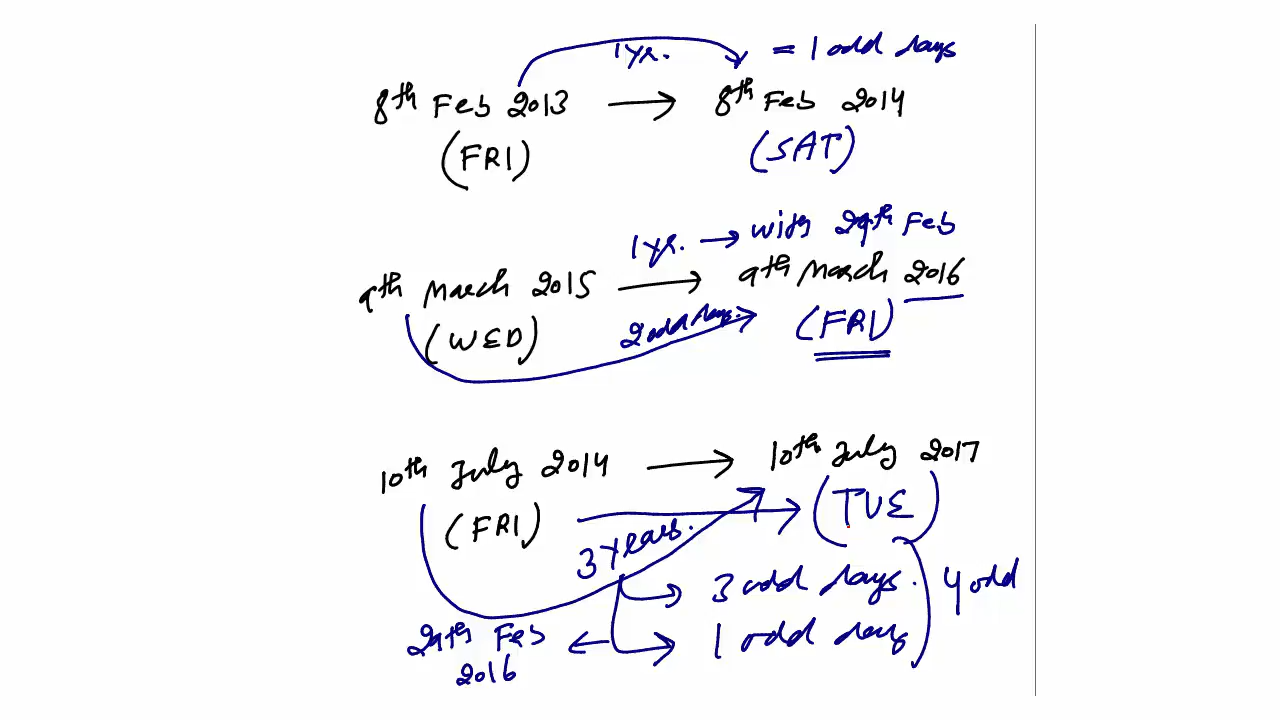 1yr. = 1 odd days
8th Feb 2013 → 8th Feb 2014
(FRI) (SAT)
1yr. → with 29th Feb
9th March 2015 → 9th March 2016
(WED) 2 odd days. (FRI)
10th July 2014 → 10th July 2017
(FRI) (TUE)
3 years.
3 odd days. 4 odd
29th Feb 1 odd days
2016